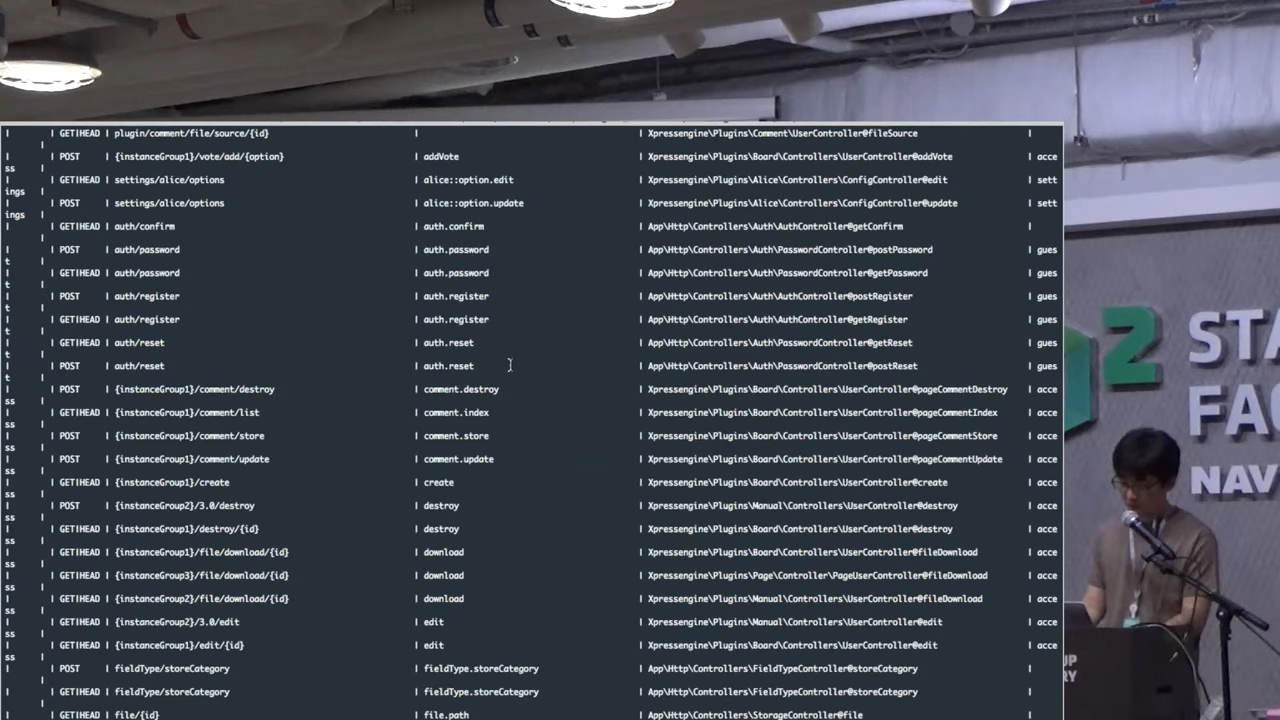 | | GET|HEAD | plugin/comment/file/source/{id} | | Xpressengine\Plugins\Comment\UserController@fileSource |
|
| | POST | {instanceGroup1}/vote/add/{option} | addVote | Xpressengine\Plugins\Board\Controllers\UserController@addVote | acce
ss |
| | GET|HEAD | settings/alice/options | alice::option.edit | Xpressengine\Plugins\Alice\Controllers\ConfigController@edit | sett
ings |
| | POST | settings/alice/options | alice::option.update | Xpressengine\Plugins\Alice\Controllers\ConfigController@update | sett
ings |
| | GET|HEAD | auth/confirm | auth.confirm | App\Http\Controllers\Auth\AuthController@getConfirm |
|
| | POST | auth/password | auth.password | App\Http\Controllers\Auth\PasswordController@postPassword | gues
t |
| | GET|HEAD | auth/password | auth.password | App\Http\Controllers\Auth\PasswordController@getPassword | gues
t |
| | POST | auth/register | auth.register | App\Http\Controllers\Auth\AuthController@postRegister | gues
t |
| | GET|HEAD | auth/register | auth.register | App\Http\Controllers\Auth\AuthController@getRegister | gues
t |
| | GET|HEAD | auth/reset | auth.reset | App\Http\Controllers\Auth\PasswordController@getReset | gues
t |
| | POST | auth/reset | auth.reset | App\Http\Controllers\Auth\PasswordController@postReset | gues
t |
| | POST | {instanceGroup1}/comment/destroy | comment.destroy | Xpressengine\Plugins\Board\Controllers\UserController@pageCommentDestroy | acce
ss |
| | GET|HEAD | {instanceGroup1}/comment/list | comment.index | Xpressengine\Plugins\Board\Controllers\UserController@pageCommentIndex | acce
ss |
| | POST | {instanceGroup1}/comment/store | comment.store | Xpressengine\Plugins\Board\Controllers\UserController@pageCommentStore | acce
ss |
| | POST | {instanceGroup1}/comment/update | comment.update | Xpressengine\Plugins\Board\Controllers\UserController@pageCommentUpdate | acce
ss |
| | GET|HEAD | {instanceGroup1}/create | create | Xpressengine\Plugins\Board\Controllers\UserController@create | acce
ss |
| | POST | {instanceGroup2}/3.0/destroy | destroy | Xpressengine\Plugins\Manual\Controllers\UserController@destroy | acce
ss |
| | GET|HEAD | {instanceGroup1}/destroy/{id} | destroy | Xpressengine\Plugins\Board\Controllers\UserController@destroy | acce
ss |
| | GET|HEAD | {instanceGroup1}/file/download/{id} | download | Xpressengine\Plugins\Board\Controllers\UserController@fileDownload | acce
ss |
| | GET|HEAD | {instanceGroup3}/file/download/{id} | download | Xpressengine\Plugins\Page\Controller\PageUserController@fileDownload | acce
ss |
| | GET|HEAD | {instanceGroup2}/file/download/{id} | download | Xpressengine\Plugins\Manual\Controllers\UserController@fileDownload | acce
ss |
| | GET|HEAD | {instanceGroup2}/3.0/edit | edit | Xpressengine\Plugins\Manual\Controllers\UserController@edit | acce
ss |
| | GET|HEAD | {instanceGroup1}/edit/{id} | edit | Xpressengine\Plugins\Board\Controllers\UserController@edit | acce
ss |
| | POST | fieldType/storeCategory | fieldType.storeCategory | App\Http\Controllers\FieldTypeController@storeCategory |
|
| | GET|HEAD | fieldType/storeCategory | fieldType.storeCategory | App\Http\Controllers\FieldTypeController@storeCategory |
|
| | GET|HEAD | file/{id} | file.path | App\Http\Controllers\StorageController@file |
2
STA
FAC
NAV
UP
RY